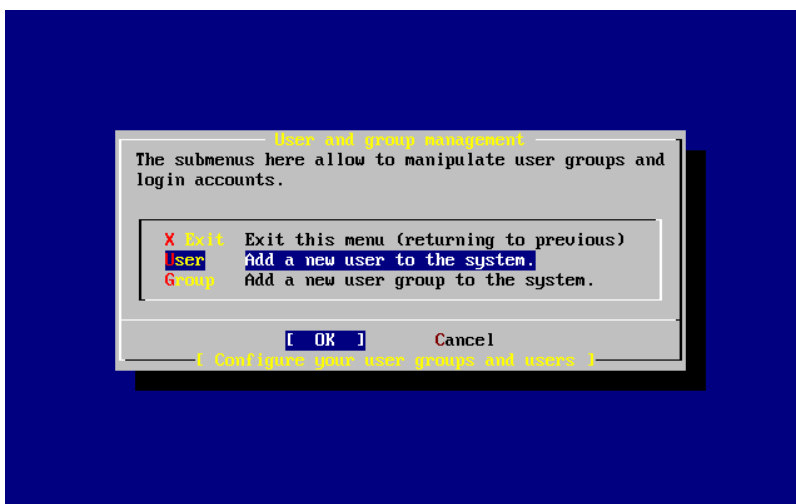 User and group management
The submenus here allow to manipulate user groups and
login accounts.
X Exit Exit this menu (returning to previous)
User Add a new user to the system.
Group Add a new user group to the system.
[ OK ] Cancel
[ Configure your user groups and users ]